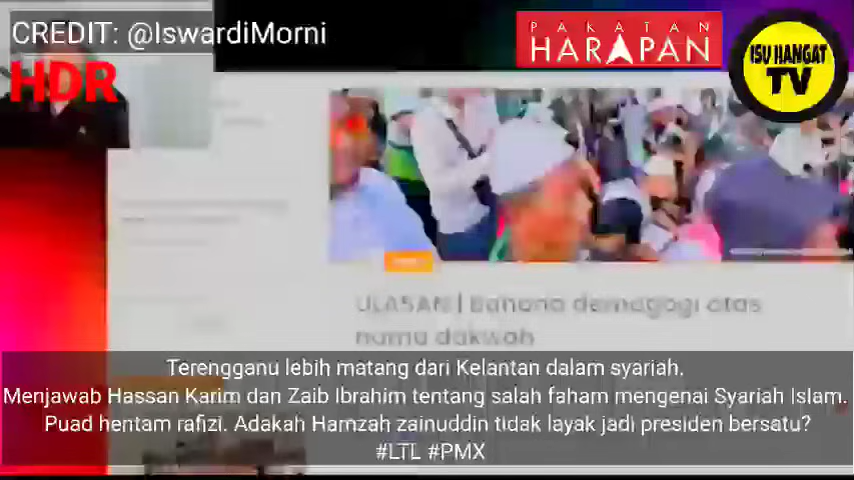 CREDIT: @IswardiMorni
HDR
PAKATAN
HARAPAN
ISU HANGAT
TV
ULASAN | Bahana demagogi atas
nama dakwah
Terengganu lebih matang dari Kelantan dalam syariah.
Menjawab Hassan Karim dan Zaib Ibrahim tentang salah faham mengenai Syariah Islam.
Puad hentam rafizi. Adakah Hamzah zainuddin tidak layak jadi presiden bersatu?
#LTL #PMX